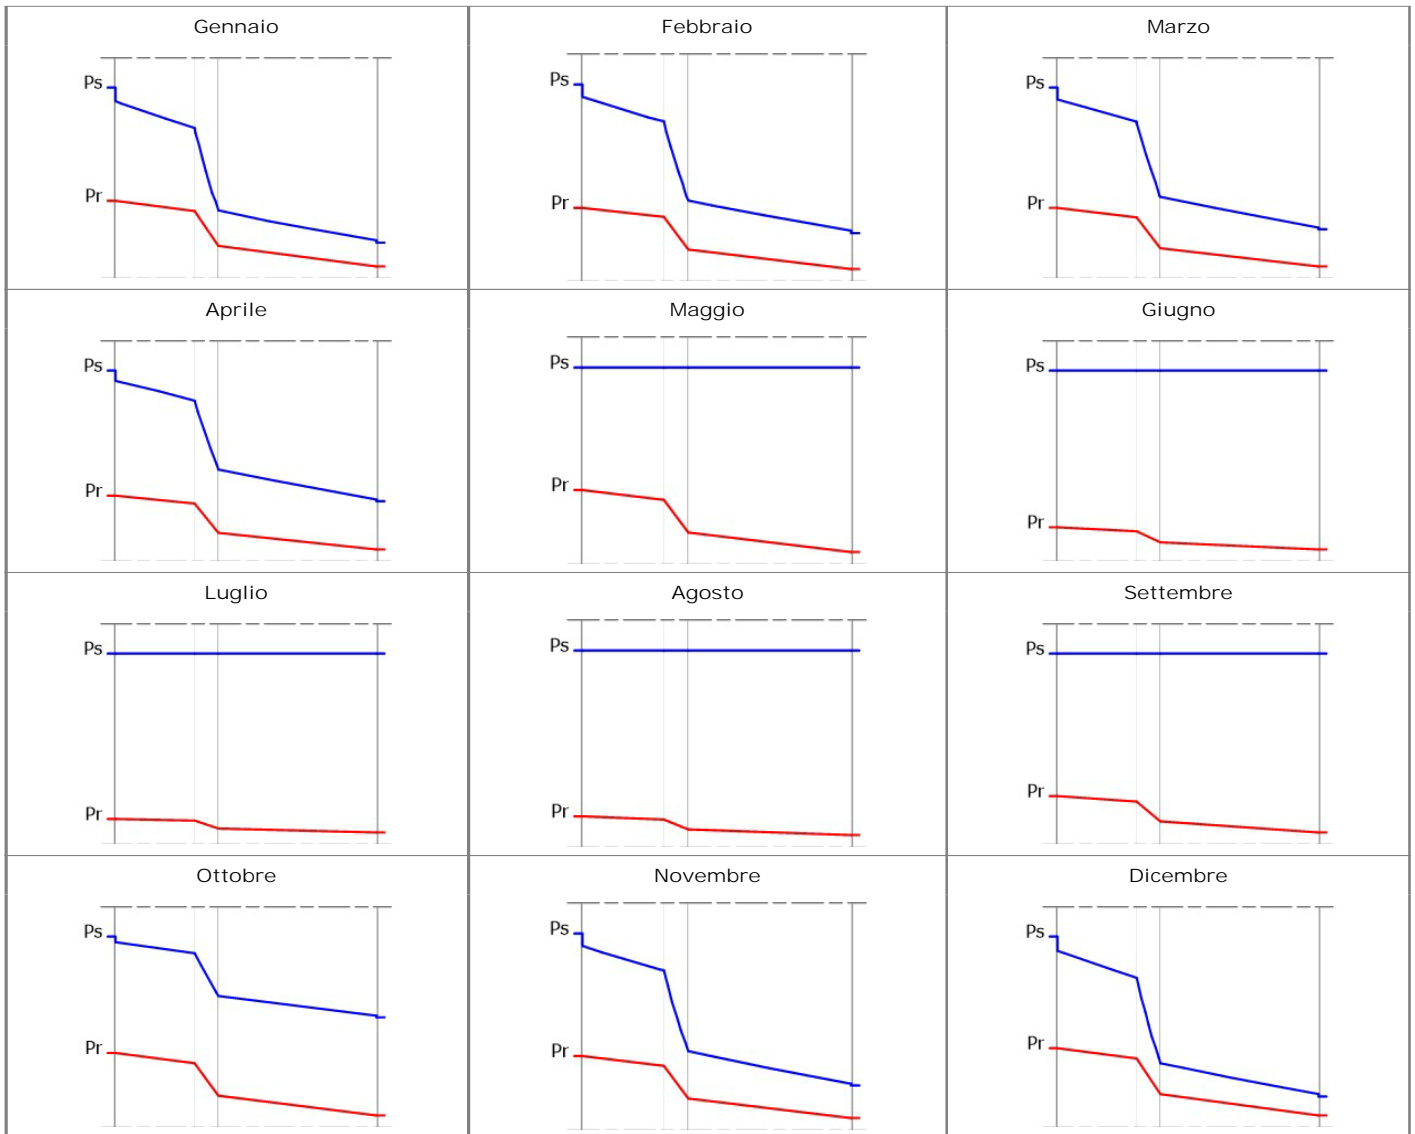 Gennaio
Febbraio
Marzo
Ps
Ps
Ps
Pr
Pr
Pr
Aprile
Maggio
Giugno
Ps
Ps
Ps
Pr
Pr
Pr
Luglio
Agosto
Settembre
Ps
Ps
Ps
Pr
Pr
Pr
Ottobre
Novembre
Dicembre
Ps
Ps
Ps
Pr
Pr
Pr